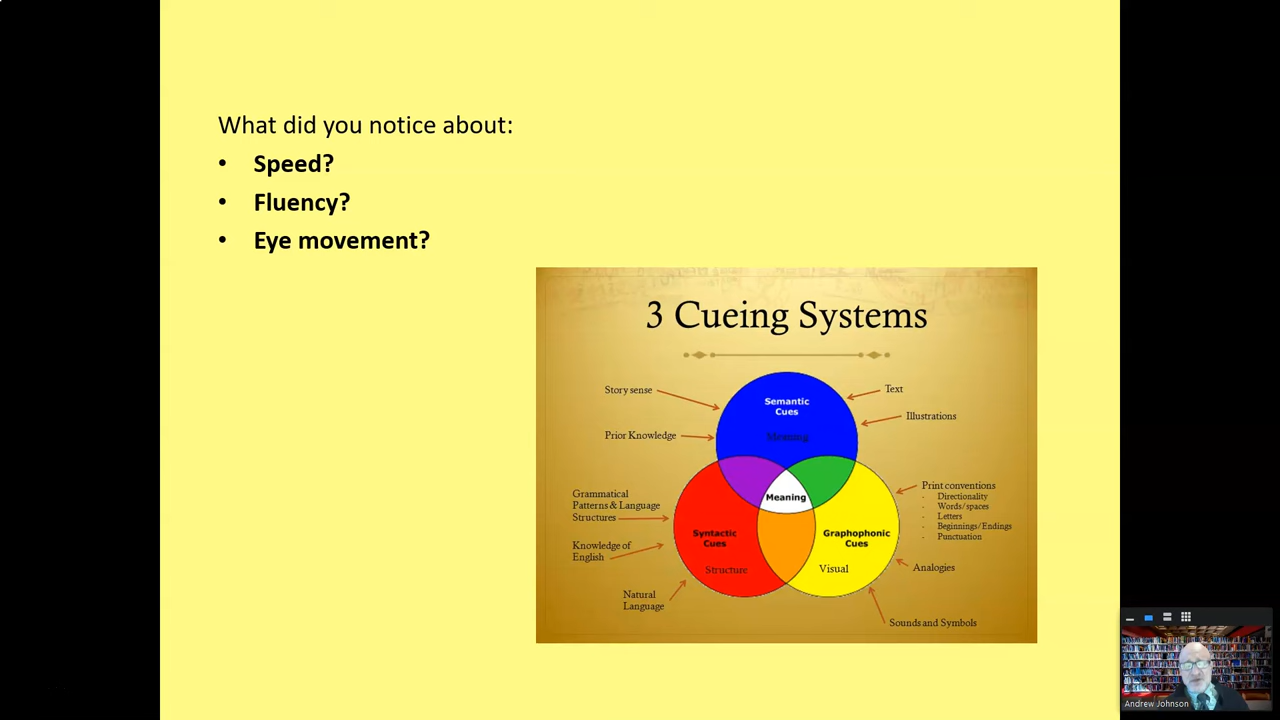 What did you notice about:
• Speed?
• Fluency?
• Eye movement?
3 Cueing Systems
Story sense
Prior Knowledge
Text
Illustrations
Semantic
Cues
Meaning
Meaning
Grammatical
Patterns & Language
Structures
Knowledge of
English
Natural
Language
Syntactic
Cues
Structure
Graphophonic
Cues
Visual
Print conventions
- Directionality
- Words/spaces
- Letters
- Beginnings/Endings
- Punctuation
Analogies
Sounds and Symbols
Andrew Johnson